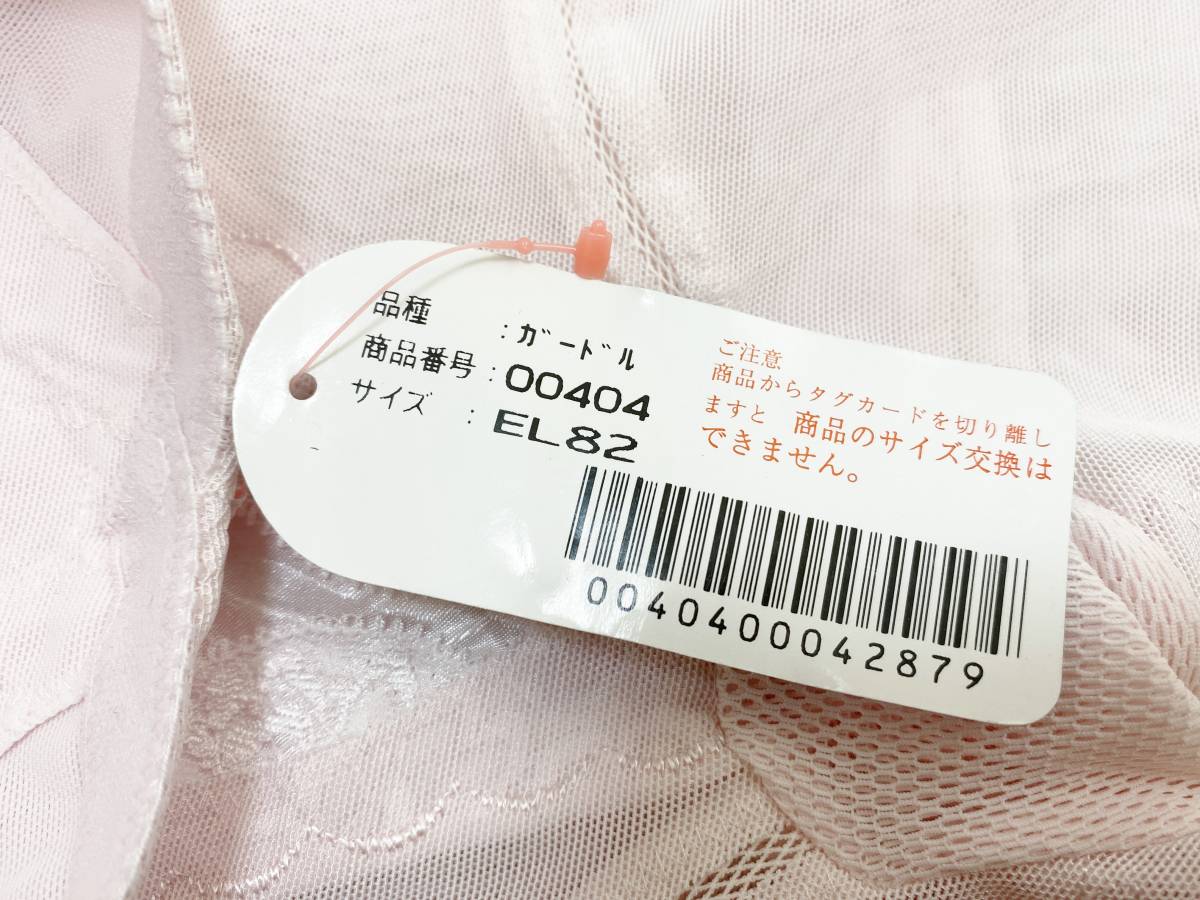 品種 : ｶﾞｰﾄﾞﾙ
商品番号 : 00404
サイズ : EL82
ご注意
商品からタグカードを切り離し
ますと 商品のサイズ交換は
できません。
0040400042879